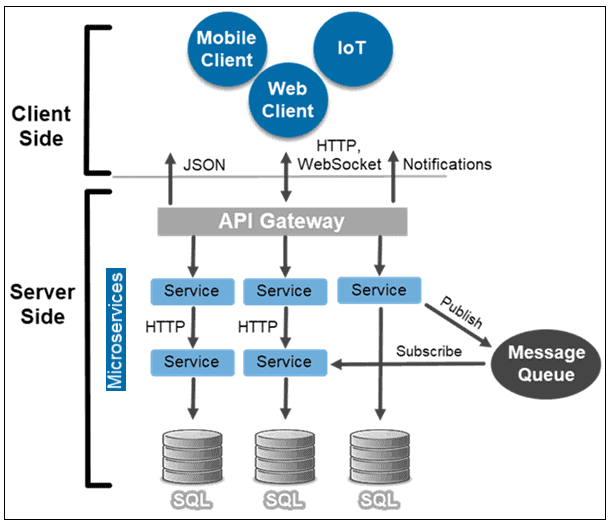 Mobile
Client
IoT
Web
Client
Client
Side
JSON
HTTP,
WebSocket
Notifications
API Gateway
Server
Side
Microservices
Service
Service
Service
Publish
HTTP
HTTP
Subscribe
Message
Queue
Service
Service
SQL
SQL
SQL